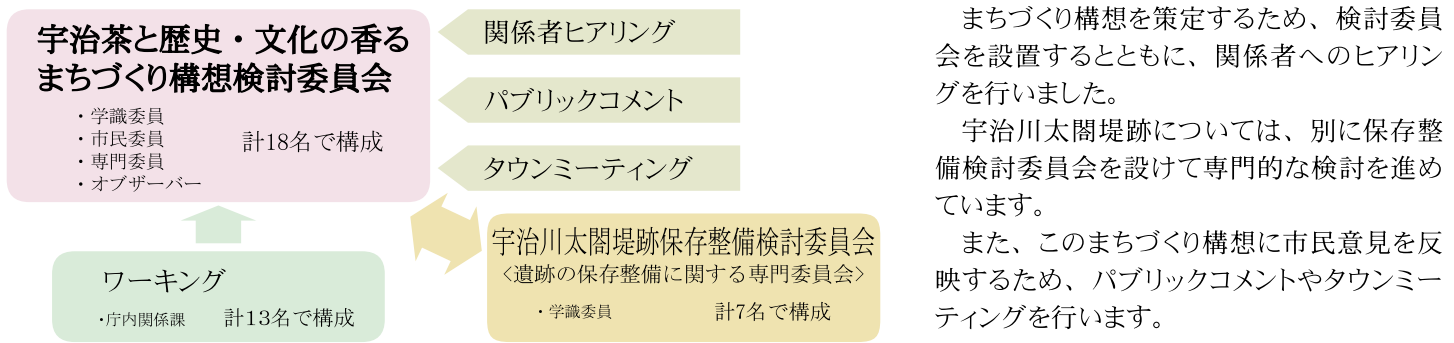 宇治茶と歴史・文化の香る
まちづくり構想検討委員会
・学識委員
・市民委員
・専門委員
・オブザーバー
計18名で構成
関係者ヒアリング
パブリックコメント
タウンミーティング
ワーキング
・庁内関係課
計13名で構成
宇治川太閤堤跡保存整備検討委員会
<遺跡の保存整備に関する専門委員会>
・学識委員
計7名で構成
まちづくり構想を策定するため、検討委員
会を設置するとともに、関係者へのヒアリン
グを行いました。
宇治川太閤堤跡については、別に保存整
備検討委員会を設けて専門的な検討を進め
ています。
また、このまちづくり構想に市民意見を反
映するため、パブリックコメントやタウンミー
ティングを行います。